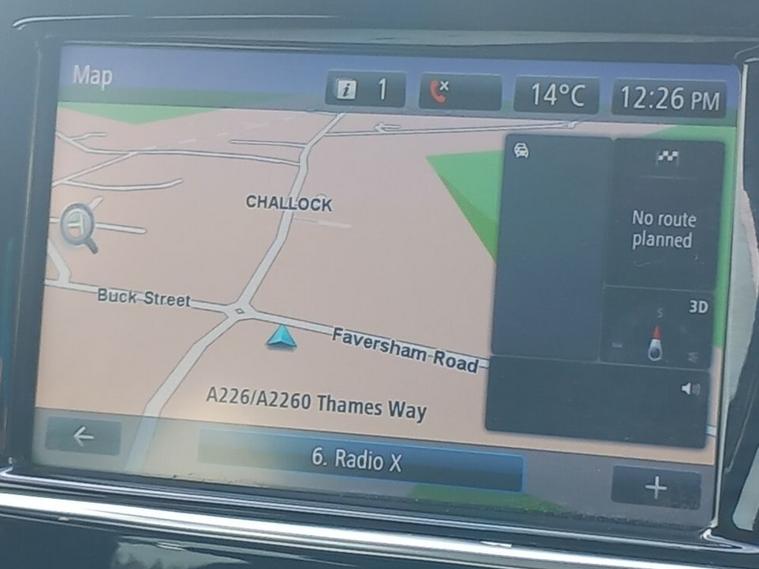 Map
i 1
14°C
12:26 PM
CHALLOCK
No route
planned
Buck Street
3D
S
Faversham Road
A226/A2260 Thames Way
6. Radio X